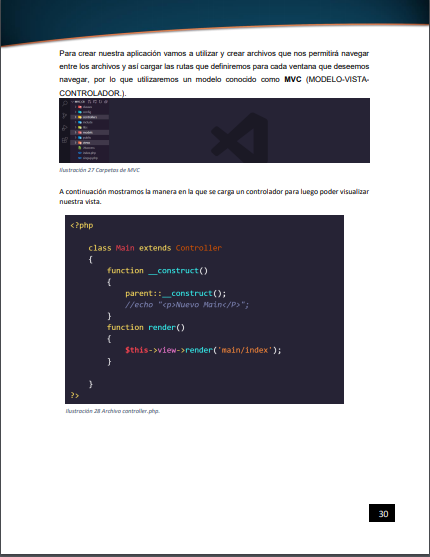 Para crear nuestra aplicación vamos a utilizar y crear archivos que nos permitirá navegar
entre los archivos y así cargar las rutas que definiremos para cada ventana que deseemos
navegar, por lo que utilizaremos un modelo conocido como MVC (MODELO-VISTA-
CONTROLADOR.).
Ilustración 27 Carpetas de MVC
A continuación mostramos la manera en la que se carga un controlador para luego poder visualizar
nuestra vista.
<?php
class Main extends Controller
{
function __construct()
{
parent::__construct();
//echo "<p>Nuevo Main</P>";
}
function render()
{
$this->view->render('main/index');
}
}
?>
Ilustración 28 Archivo controller.php.
30